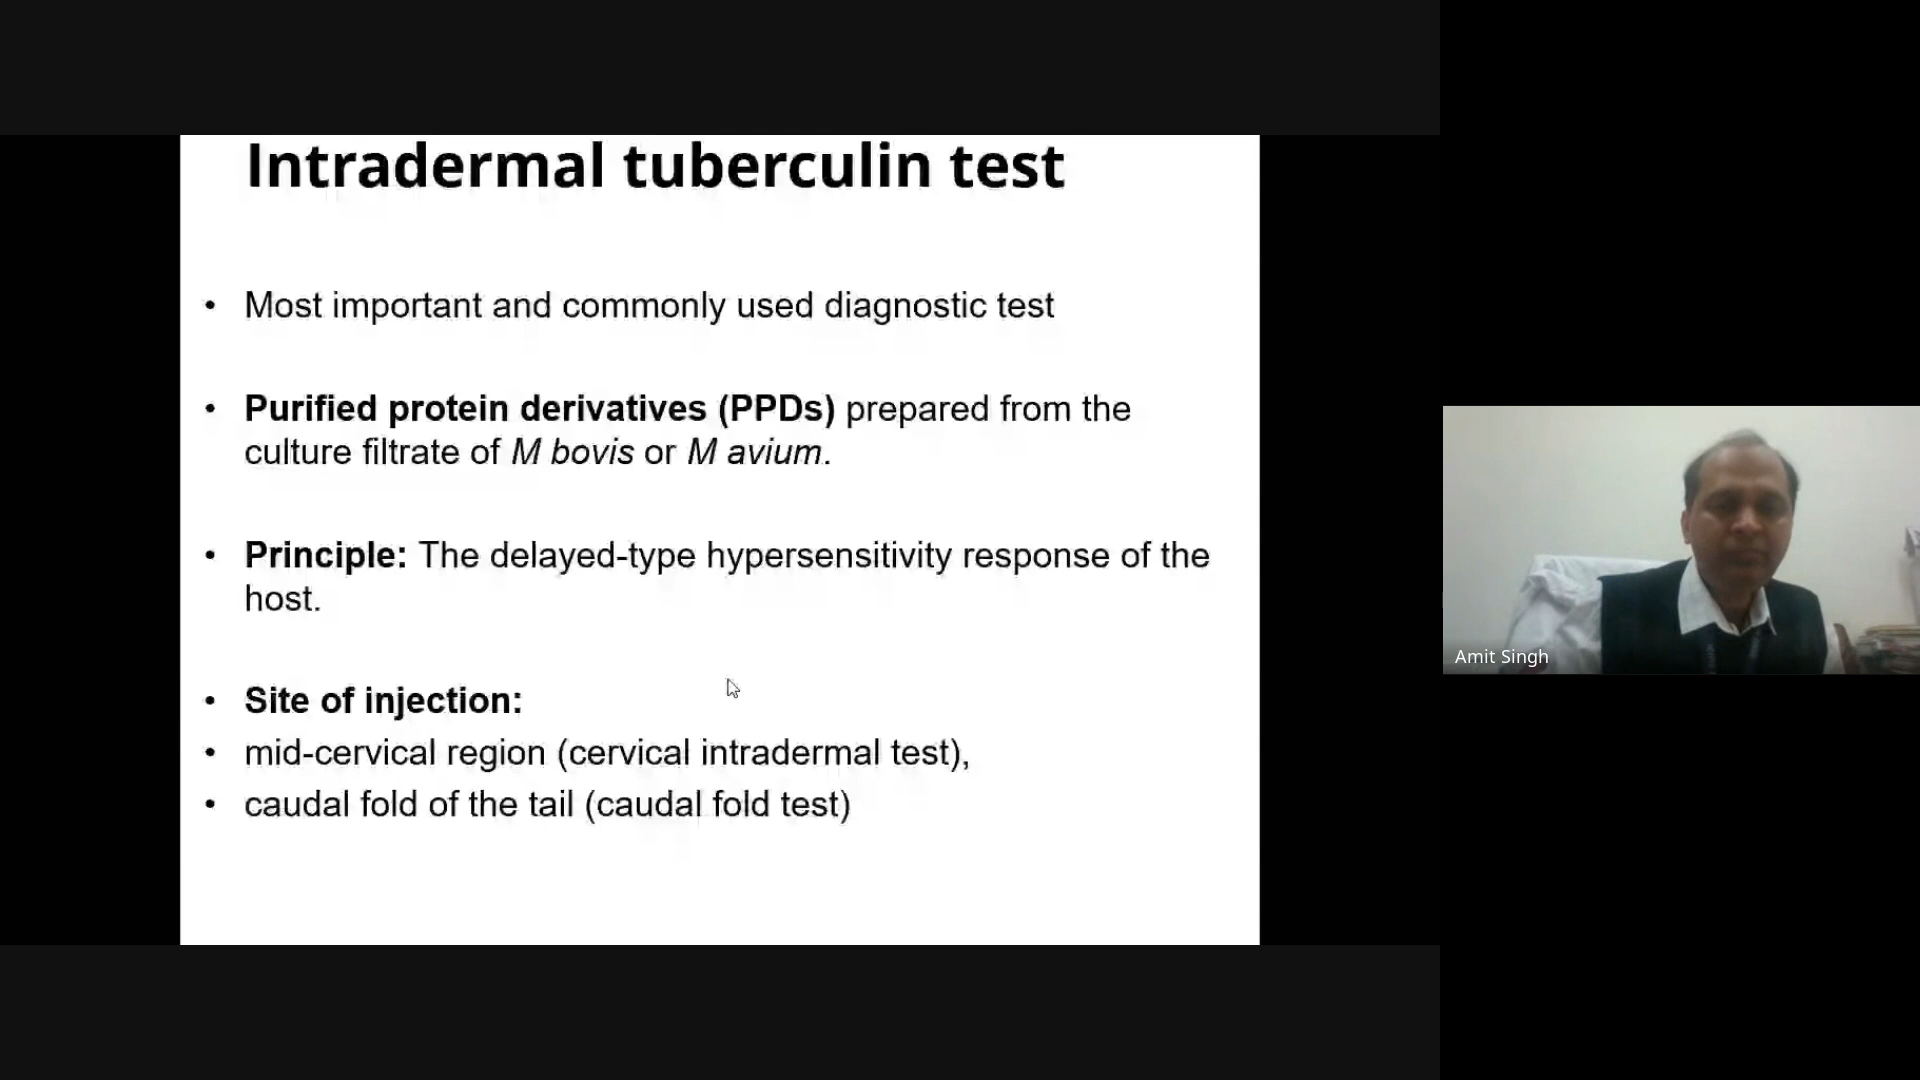 Intradermal tuberculin test
• Most important and commonly used diagnostic test
• Purified protein derivatives (PPDs) prepared from the
culture filtrate of M bovis or M avium.
• Principle: The delayed-type hypersensitivity response of the
host.
• Site of injection:
• mid-cervical region (cervical intradermal test),
• caudal fold of the tail (caudal fold test)
Amit Singh